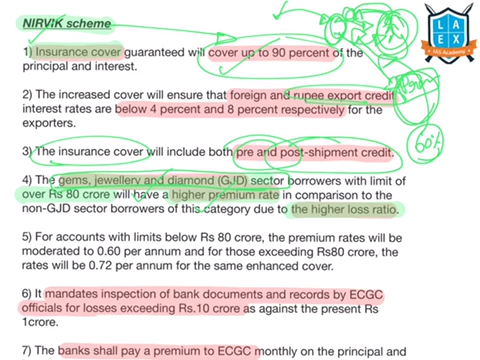 NIRVIK scheme
1) Insurance cover guaranteed will cover up to 90 percent of the
principal and interest.
2) The increased cover will ensure that foreign and rupee export credit
interest rates are below 4 percent and 8 percent respectively for the
exporters.
3) The insurance cover will include both pre and post-shipment credit.
4) The gems, jewellery and diamond (GJD) sector borrowers with limit of
over Rs 80 crore will have a higher premium rate in comparison to the
non-GJD sector borrowers of this category due to the higher loss ratio.
5) For accounts with limits below Rs 80 crore, the premium rates will be
moderated to 0.60 per annum and for those exceeding Rs80 crore, the
rates will be 0.72 per annum for the same enhanced cover.
6) It mandates inspection of bank documents and records by ECGC
officials for losses exceeding Rs.10 crore as against the present Rs
1crore.
7) The banks shall pay a premium to ECGC monthly on the principal and
60%
L A
E X
IAS Academy